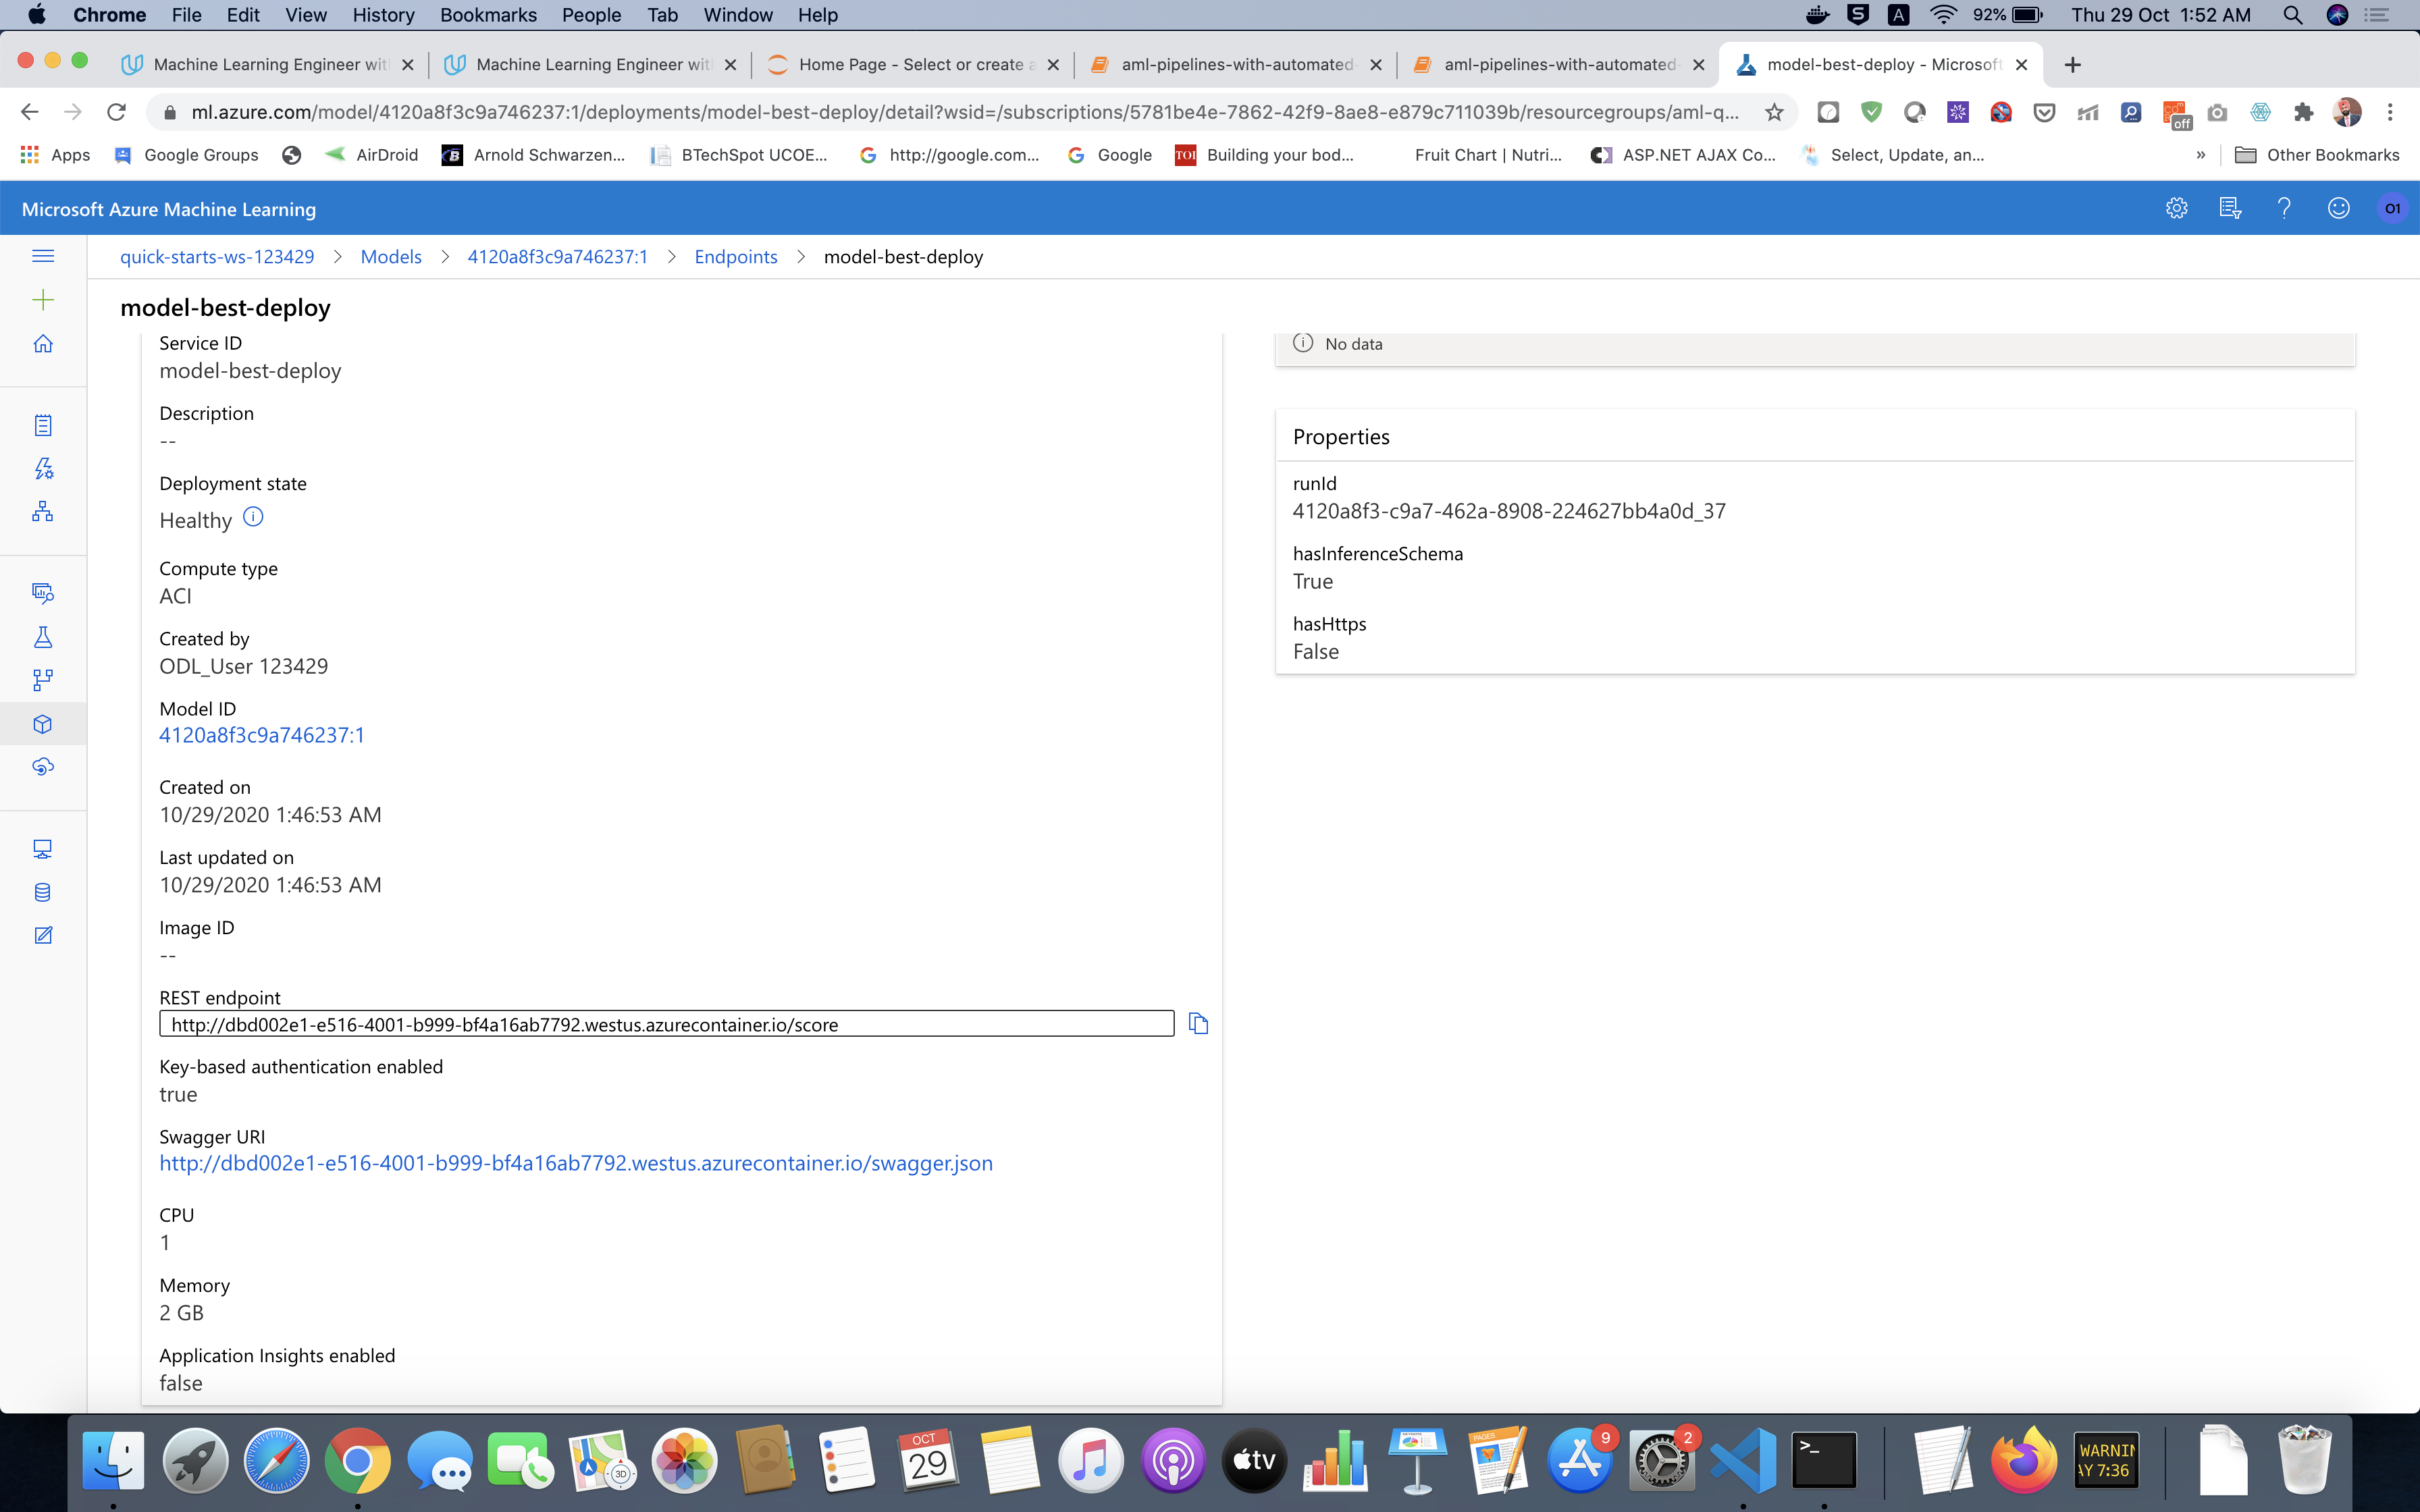 Chrome File Edit View History Bookmarks People Tab Window Help 92% Thu 29 Oct 1:52 AM
Machine Learning Engineer wit Machine Learning Engineer wit Home Page - Select or create a aml-pipelines-with-automated- aml-pipelines-with-automated- model-best-deploy - Microsoft
ml.azure.com/model/4120a8f3c9a746237:1/deployments/model-best-deploy/detail?wsid=/subscriptions/5781be4e-7862-42f9-8ae8-e879c711039b/resourcegroups/aml-q...
off
Apps Google Groups AirDroid Arnold Schwarzen... BTechSpot UCOE... http://google.com... Google TOI Building your bod... Fruit Chart | Nutri... ASP.NET AJAX Co... Select, Update, an... » Other Bookmarks
Microsoft Azure Machine Learning O1
quick-starts-ws-123429 > Models > 4120a8f3c9a746237:1 > Endpoints > model-best-deploy
model-best-deploy
Service ID
model-best-deploy
Description
--
Deployment state
Healthy
Compute type
ACI
Created by
ODL_User 123429
Model ID
4120a8f3c9a746237:1
Created on
10/29/2020 1:46:53 AM
Last updated on
10/29/2020 1:46:53 AM
Image ID
--
REST endpoint
http://dbd002e1-e516-4001-b999-bf4a16ab7792.westus.azurecontainer.io/score
Key-based authentication enabled
true
Swagger URI
http://dbd002e1-e516-4001-b999-bf4a16ab7792.westus.azurecontainer.io/swagger.json
CPU
1
Memory
2 GB
Application Insights enabled
false
No data
Properties
runId
4120a8f3-c9a7-462a-8908-224627bb4a0d_37
hasInferenceSchema
True
hasHttps
False
3D
OCT
29
tv
PAGES
9
2
>_
WARNIN
AY 7:36